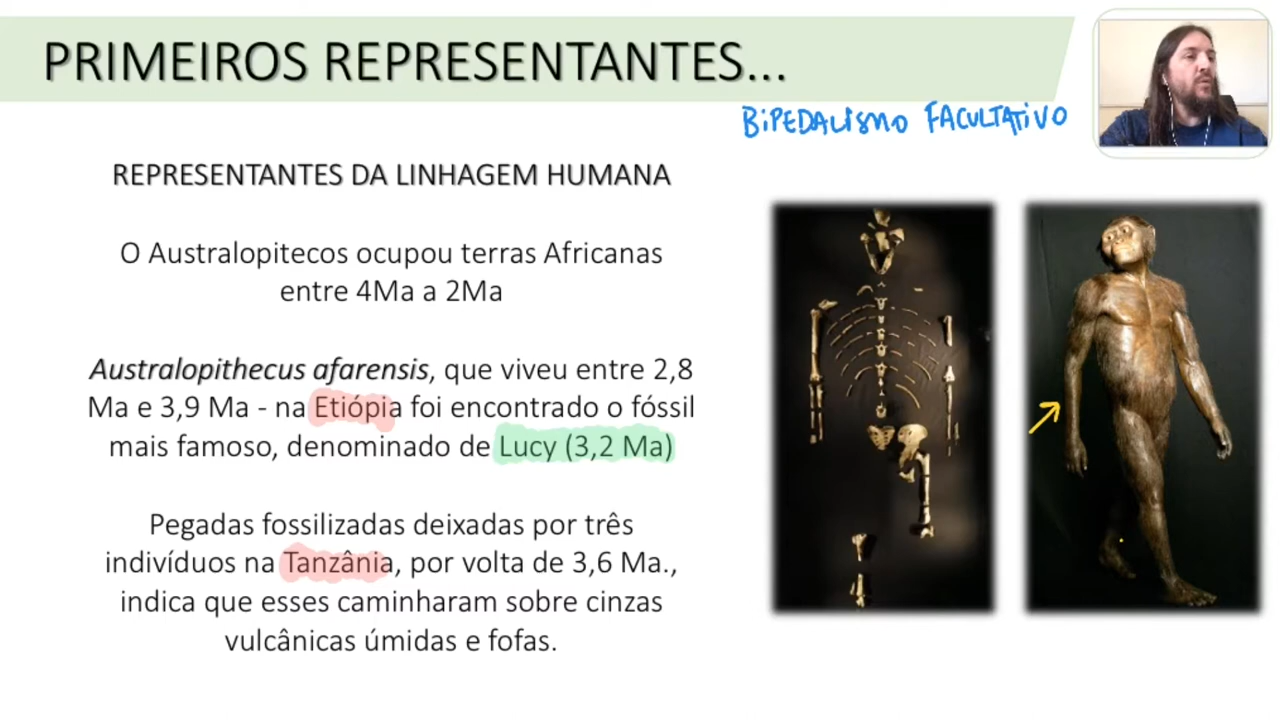 PRIMEIROS REPRESENTANTES...
BIPEDALISMO FACULTATIVO
REPRESENTANTES DA LINHAGEM HUMANA
O Australopitecos ocupou terras Africanas
entre 4Ma a 2Ma
Australopithecus afarensis, que viveu entre 2,8
Ma e 3,9 Ma - na Etiópia foi encontrado o fóssil
mais famoso, denominado de Lucy (3,2 Ma)
Pegadas fossilizadas deixadas por três
indivíduos na Tanzânia, por volta de 3,6 Ma.,
indica que esses caminharam sobre cinzas
vulcânicas úmidas e fofas.